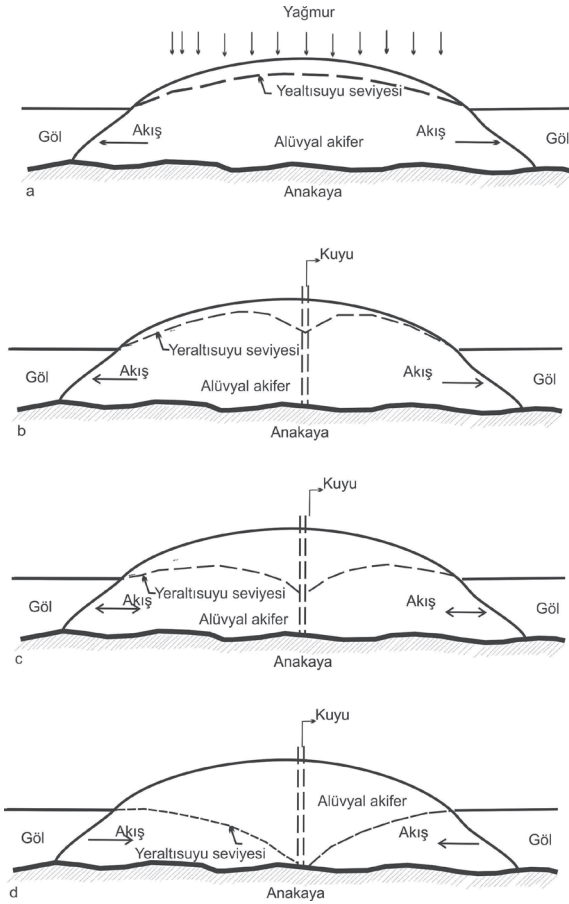 Yağmur
Yealtısuyu seviyesi
Göl
Akış
Alüvyal akifer
Akış
Göl
a
Anakaya
Kuyu
Yeraltısuyu seviyesi
Göl
Akış
Alüvyal akifer
Akış
Göl
b
Anakaya
Kuyu
Yeraltısuyu seviyesi
Göl
Akış
Alüvyal akifer
Akış
Göl
c
Anakaya
Kuyu
Alüvyal akifer
Göl
Akış
Yeraltısuyu seviyesi
Akış
Göl
d
Anakaya